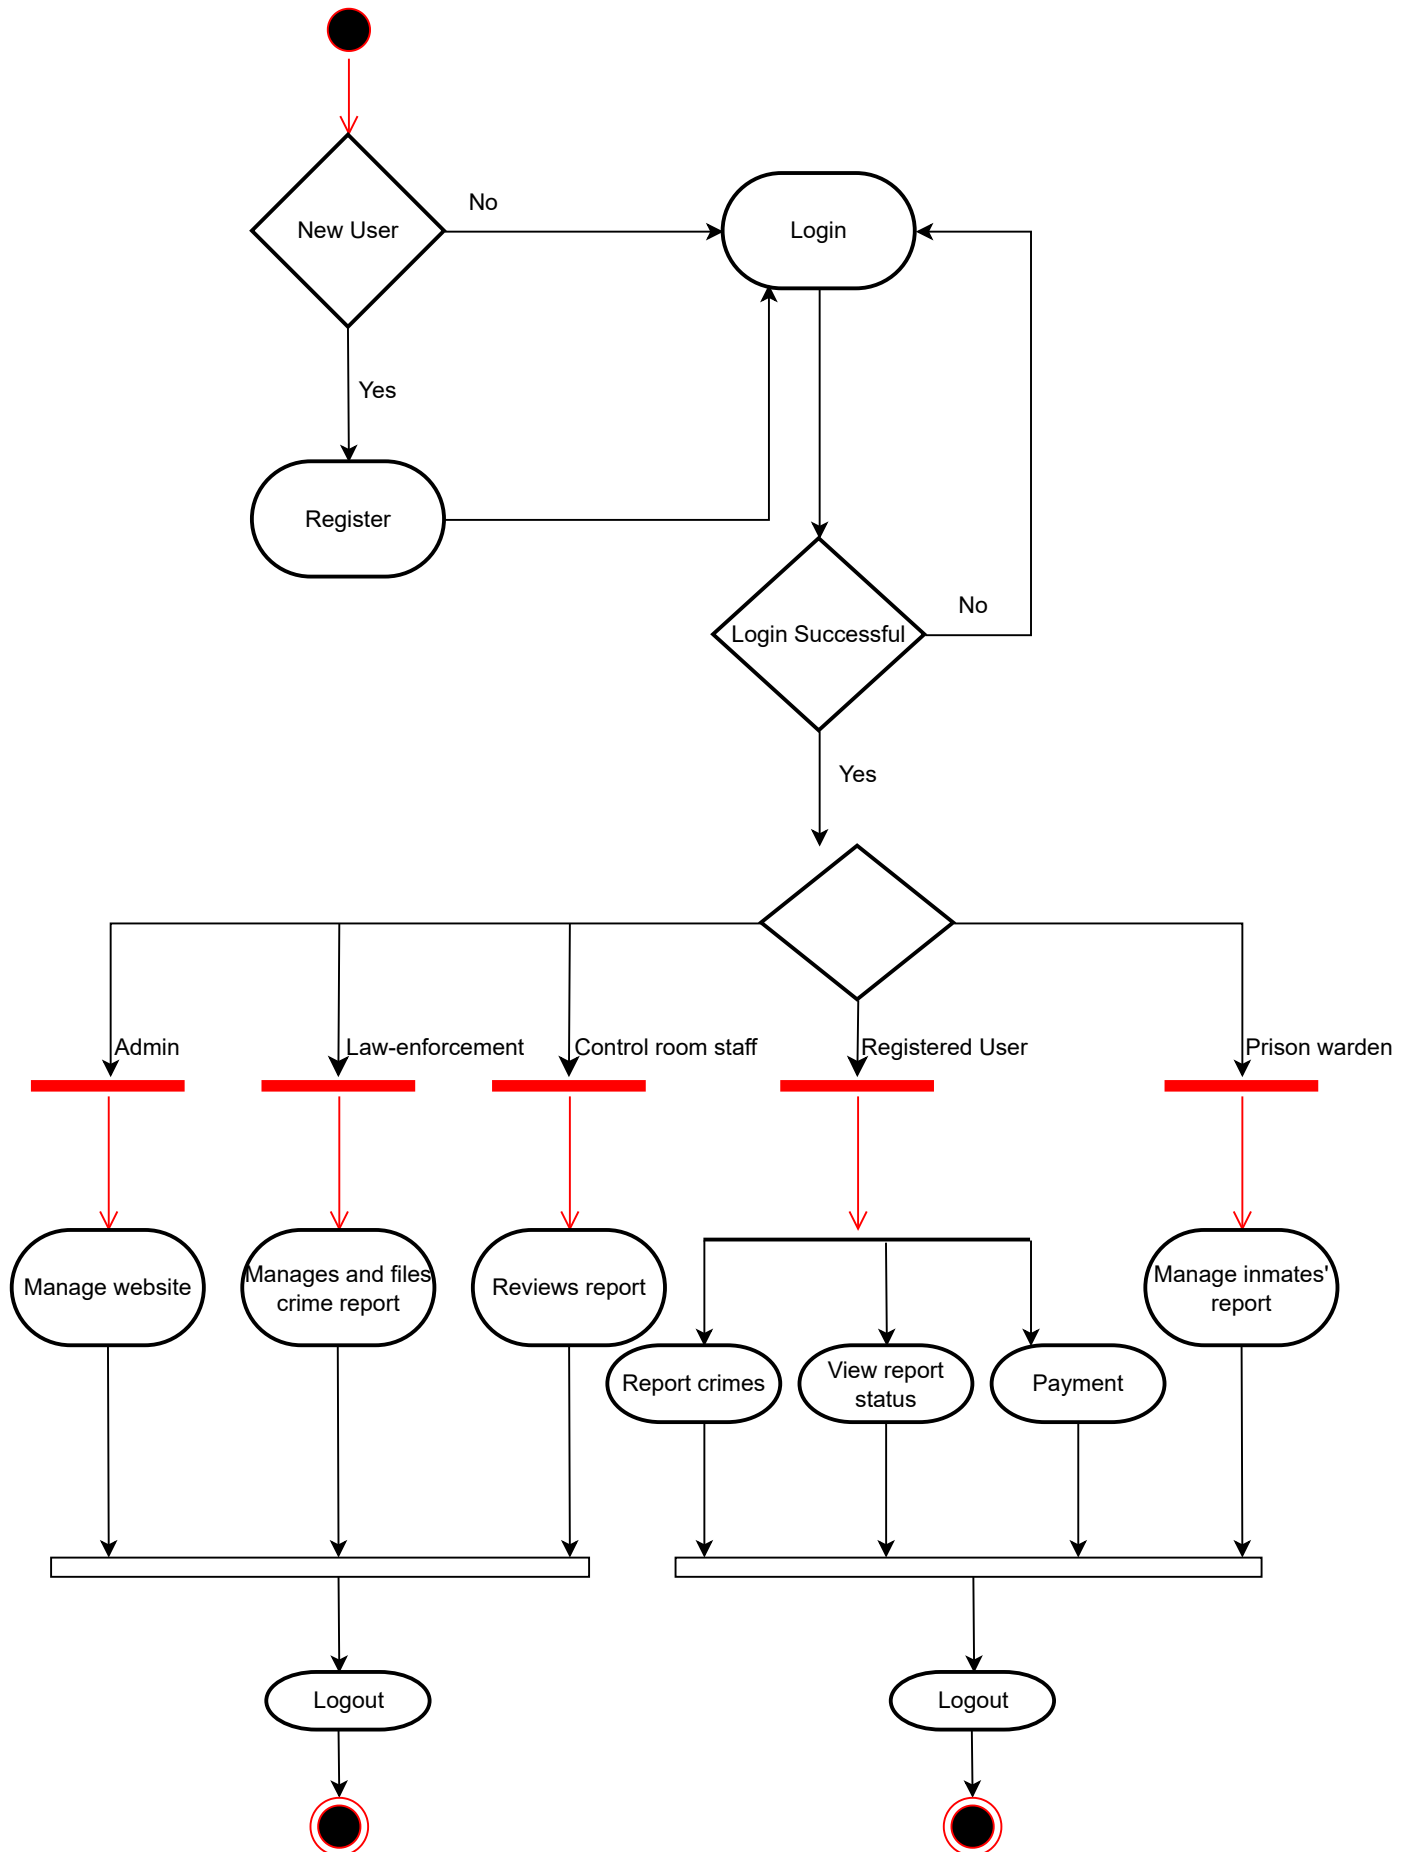 No
New User
Login
Yes
Register
No
Login Successful
Yes
Admin
Law-enforcement
Control room staff
Registered User
Prison warden
Manage website
Manages and files
crime report
Reviews report
Manage inmates'
report
Report crimes
View report
status
Payment
Logout
Logout